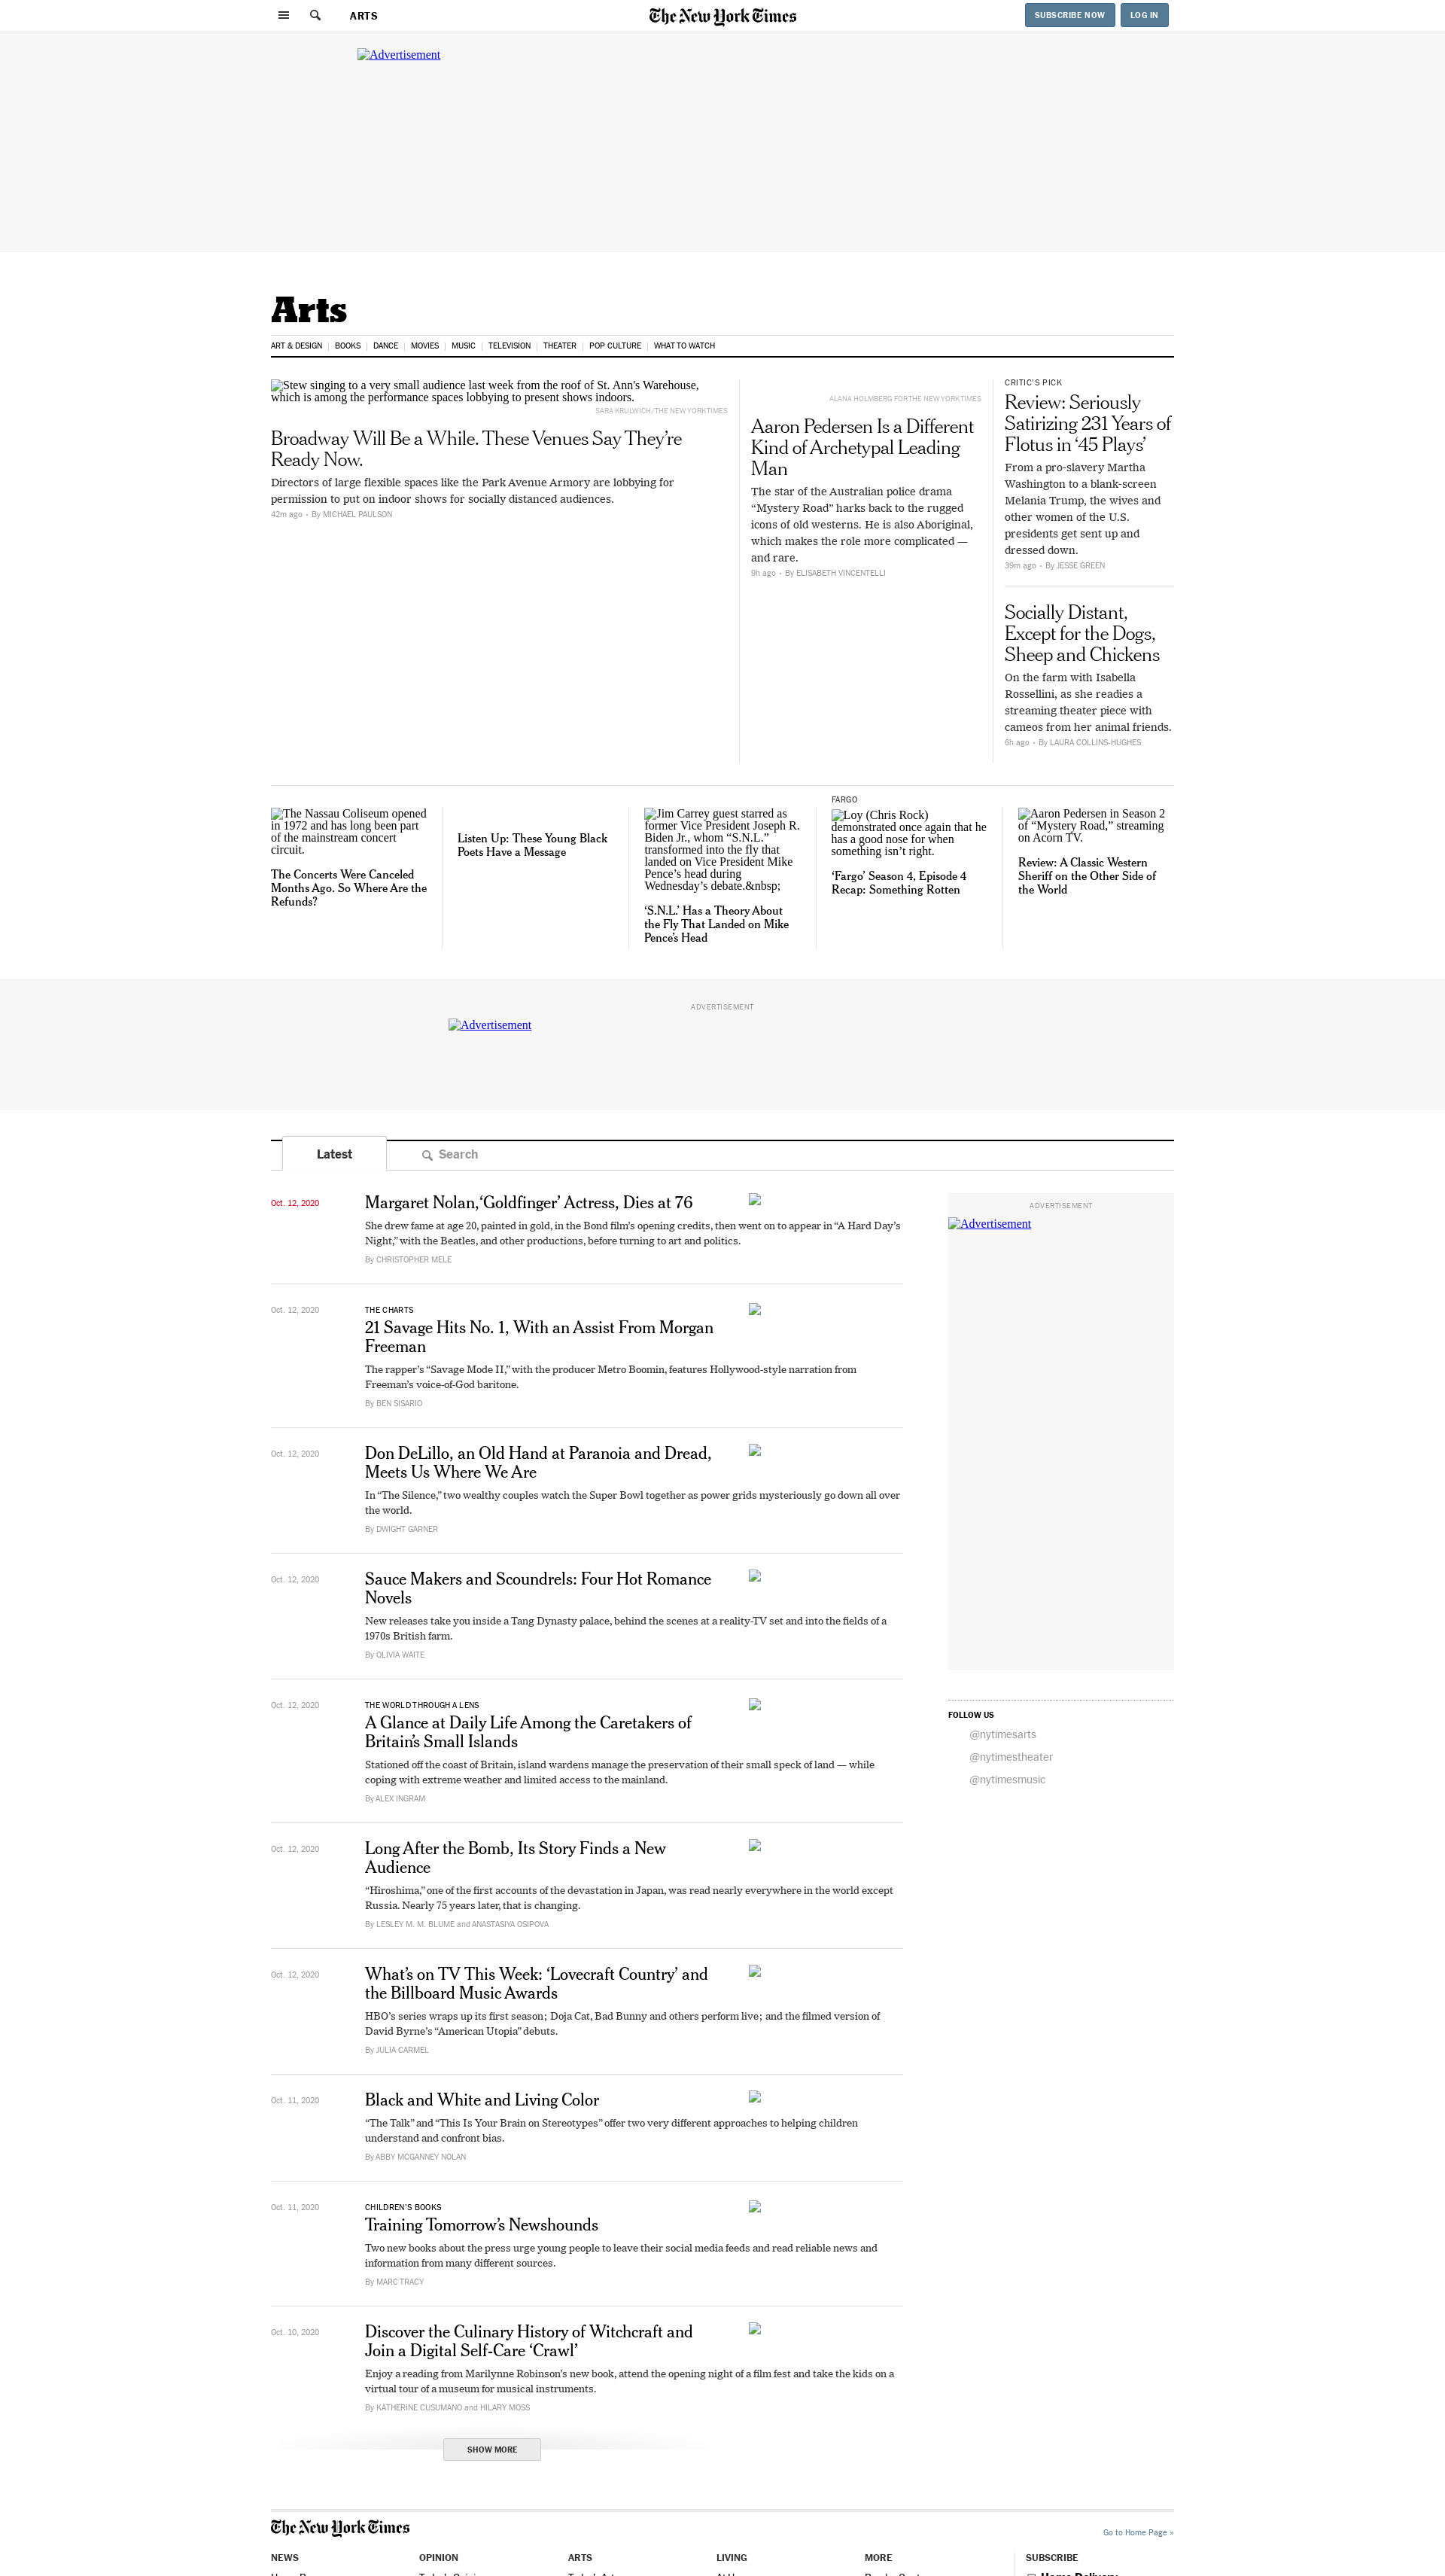 ARTS
The New York Times
SUBSCRIBE NOW
LOG IN
Advertisement
Arts
ART & DESIGN
BOOKS
DANCE
MOVIES
MUSIC
TELEVISION
THEATER
POP CULTURE
WHAT TO WATCH
Stew singing to a very small audience last week from the roof of St. Ann's Warehouse,
which is among the performance spaces lobbying to present shows indoors.
SARA KRULWICH/THE NEW YORK TIMES
Broadway Will Be a While. These Venues Say They’re
Ready Now.
Directors of large flexible spaces like the Park Avenue Armory are lobbying for
permission to put on indoor shows for socially distanced audiences.
42m ago • By MICHAEL PAULSON
ALANA HOLMBERG FOR THE NEW YORK TIMES
Aaron Pedersen Is a Different
Kind of Archetypal Leading
Man
The star of the Australian police drama
“Mystery Road” harks back to the rugged
icons of old westerns. He is also Aboriginal,
which makes the role more complicated —
and rare.
9h ago • By ELISABETH VINCENTELLI
CRITIC’S PICK
Review: Seriously
Satirizing 231 Years of
Flotus in ‘45 Plays’
From a pro-slavery Martha
Washington to a blank-screen
Melania Trump, the wives and
other women of the U.S.
presidents get sent up and
dressed down.
39m ago • By JESSE GREEN
Socially Distant,
Except for the Dogs,
Sheep and Chickens
On the farm with Isabella
Rossellini, as she readies a
streaming theater piece with
cameos from her animal friends.
6h ago • By LAURA COLLINS-HUGHES
The Nassau Coliseum opened
in 1972 and has long been part
of the mainstream concert
circuit.
The Concerts Were Canceled
Months Ago. So Where Are the
Refunds?
Listen Up: These Young Black
Poets Have a Message
Jim Carrey guest starred as
former Vice President Joseph R.
Biden Jr., whom “S.N.L.”
transformed into the fly that
landed on Vice President Mike
Pence’s head during
Wednesday’s debate.&nbsp;
‘S.N.L.’ Has a Theory About
the Fly That Landed on Mike
Pence’s Head
FARGO
Loy (Chris Rock)
demonstrated once again that he
has a good nose for when
something isn’t right.
‘Fargo’ Season 4, Episode 4
Recap: Something Rotten
Aaron Pedersen in Season 2
of “Mystery Road,” streaming
on Acorn TV.
Review: A Classic Western
Sheriff on the Other Side of
the World
ADVERTISEMENT
Advertisement
Latest
Search
Oct. 12, 2020
Margaret Nolan, ‘Goldfinger’ Actress, Dies at 76
She drew fame at age 20, painted in gold, in the Bond film’s opening credits, then went on to appear in “A Hard Day’s
Night,” with the Beatles, and other productions, before turning to art and politics.
By CHRISTOPHER MELE
Oct. 12, 2020
THE CHARTS
21 Savage Hits No. 1, With an Assist From Morgan
Freeman
The rapper’s “Savage Mode II,” with the producer Metro Boomin, features Hollywood-style narration from
Freeman’s voice-of-God baritone.
By BEN SISARIO
Oct. 12, 2020
Don DeLillo, an Old Hand at Paranoia and Dread,
Meets Us Where We Are
In “The Silence,” two wealthy couples watch the Super Bowl together as power grids mysteriously go down all over
the world.
By DWIGHT GARNER
Oct. 12, 2020
Sauce Makers and Scoundrels: Four Hot Romance
Novels
New releases take you inside a Tang Dynasty palace, behind the scenes at a reality-TV set and into the fields of a
1970s British farm.
By OLIVIA WAITE
Oct. 12, 2020
THE WORLD THROUGH A LENS
A Glance at Daily Life Among the Caretakers of
Britain’s Small Islands
Stationed off the coast of Britain, island wardens manage the preservation of their small speck of land — while
coping with extreme weather and limited access to the mainland.
By ALEX INGRAM
Oct. 12, 2020
Long After the Bomb, Its Story Finds a New
Audience
“Hiroshima,” one of the first accounts of the devastation in Japan, was read nearly everywhere in the world except
Russia. Nearly 75 years later, that is changing.
By LESLEY M. M. BLUME and ANASTASIYA OSIPOVA
Oct. 12, 2020
What’s on TV This Week: ‘Lovecraft Country’ and
the Billboard Music Awards
HBO’s series wraps up its first season; Doja Cat, Bad Bunny and others perform live; and the filmed version of
David Byrne’s “American Utopia” debuts.
By JULIA CARMEL
Oct. 11, 2020
Black and White and Living Color
“The Talk” and “This Is Your Brain on Stereotypes” offer two very different approaches to helping children
understand and confront bias.
By ABBY MCGANNEY NOLAN
Oct. 11, 2020
CHILDREN’S BOOKS
Training Tomorrow’s Newshounds
Two new books about the press urge young people to leave their social media feeds and read reliable news and
information from many different sources.
By MARC TRACY
Oct. 10, 2020
Discover the Culinary History of Witchcraft and
Join a Digital Self-Care ‘Crawl’
Enjoy a reading from Marilynne Robinson’s new book, attend the opening night of a film fest and take the kids on a
virtual tour of a museum for musical instruments.
By KATHERINE CUSUMANO and HILARY MOSS
SHOW MORE
ADVERTISEMENT
Advertisement
FOLLOW US
@nytimesarts
@nytimestheater
@nytimesmusic
The New York Times
Go to Home Page »
NEWS
OPINION
ARTS
LIVING
MORE
SUBSCRIBE